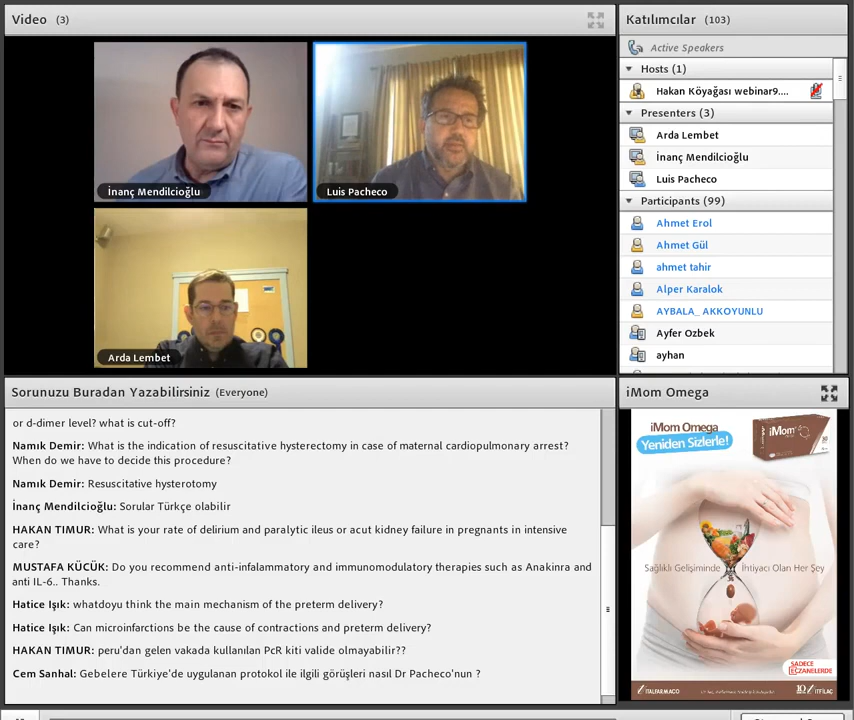 Video (3)
İnanç Mendilcioğlu
Luis Pacheco
Arda Lembet
Katılımcılar (103)
Active Speakers
Hosts (1)
Hakan Köyağası webinar9....
Presenters (3)
Arda Lembet
İnanç Mendilcioğlu
Luis Pacheco
Participants (99)
Ahmet Erol
Ahmet Gül
ahmet tahir
Alper Karalok
AYBALA_ AKKOYUNLU
Ayfer Ozbek
ayhan
Sorunuzu Buradan Yazabilirsiniz (Everyone)
or d-dimer level? what is cut-off?
Namık Demir: What is the indication of resuscitative hysterectomy in case of maternal cardiopulmonary arrest?
When do we have to decide this procedure?
Namık Demir: Resuscitative hysterotomy
İnanç Mendilcioğlu: Sorular Türkçe olabilir
HAKAN TIMUR: What is your rate of delirium and paralytic ileus or acut kidney failure in pregnants in intensive
care?
MUSTAFA KÜCÜK: Do you recommend anti-infalammatory and immunomodulatory therapies such as Anakinra and
anti IL-6.. Thanks.
Hatice Işık: whatdoyu think the main mechanism of the preterm delivery?
Hatice Işık: Can microinfarctions be the cause of contractions and preterm delivery?
HAKAN TIMUR: peru'dan gelen vakada kullanılan PcR kiti valide olmayabilir??
Cem Sanhal: Gebelere Türkiye'de uygulanan protokol ile ilgili görüşleri nasıl Dr Pacheco'nun ?
iMom Omega
iMom Omega
Yeniden Sizlerle!
iMom
Sağlıklı Gelişiminde İhtiyacı Olan Her Şey
SADECE
ECZANELERDE
ITALFARMACO